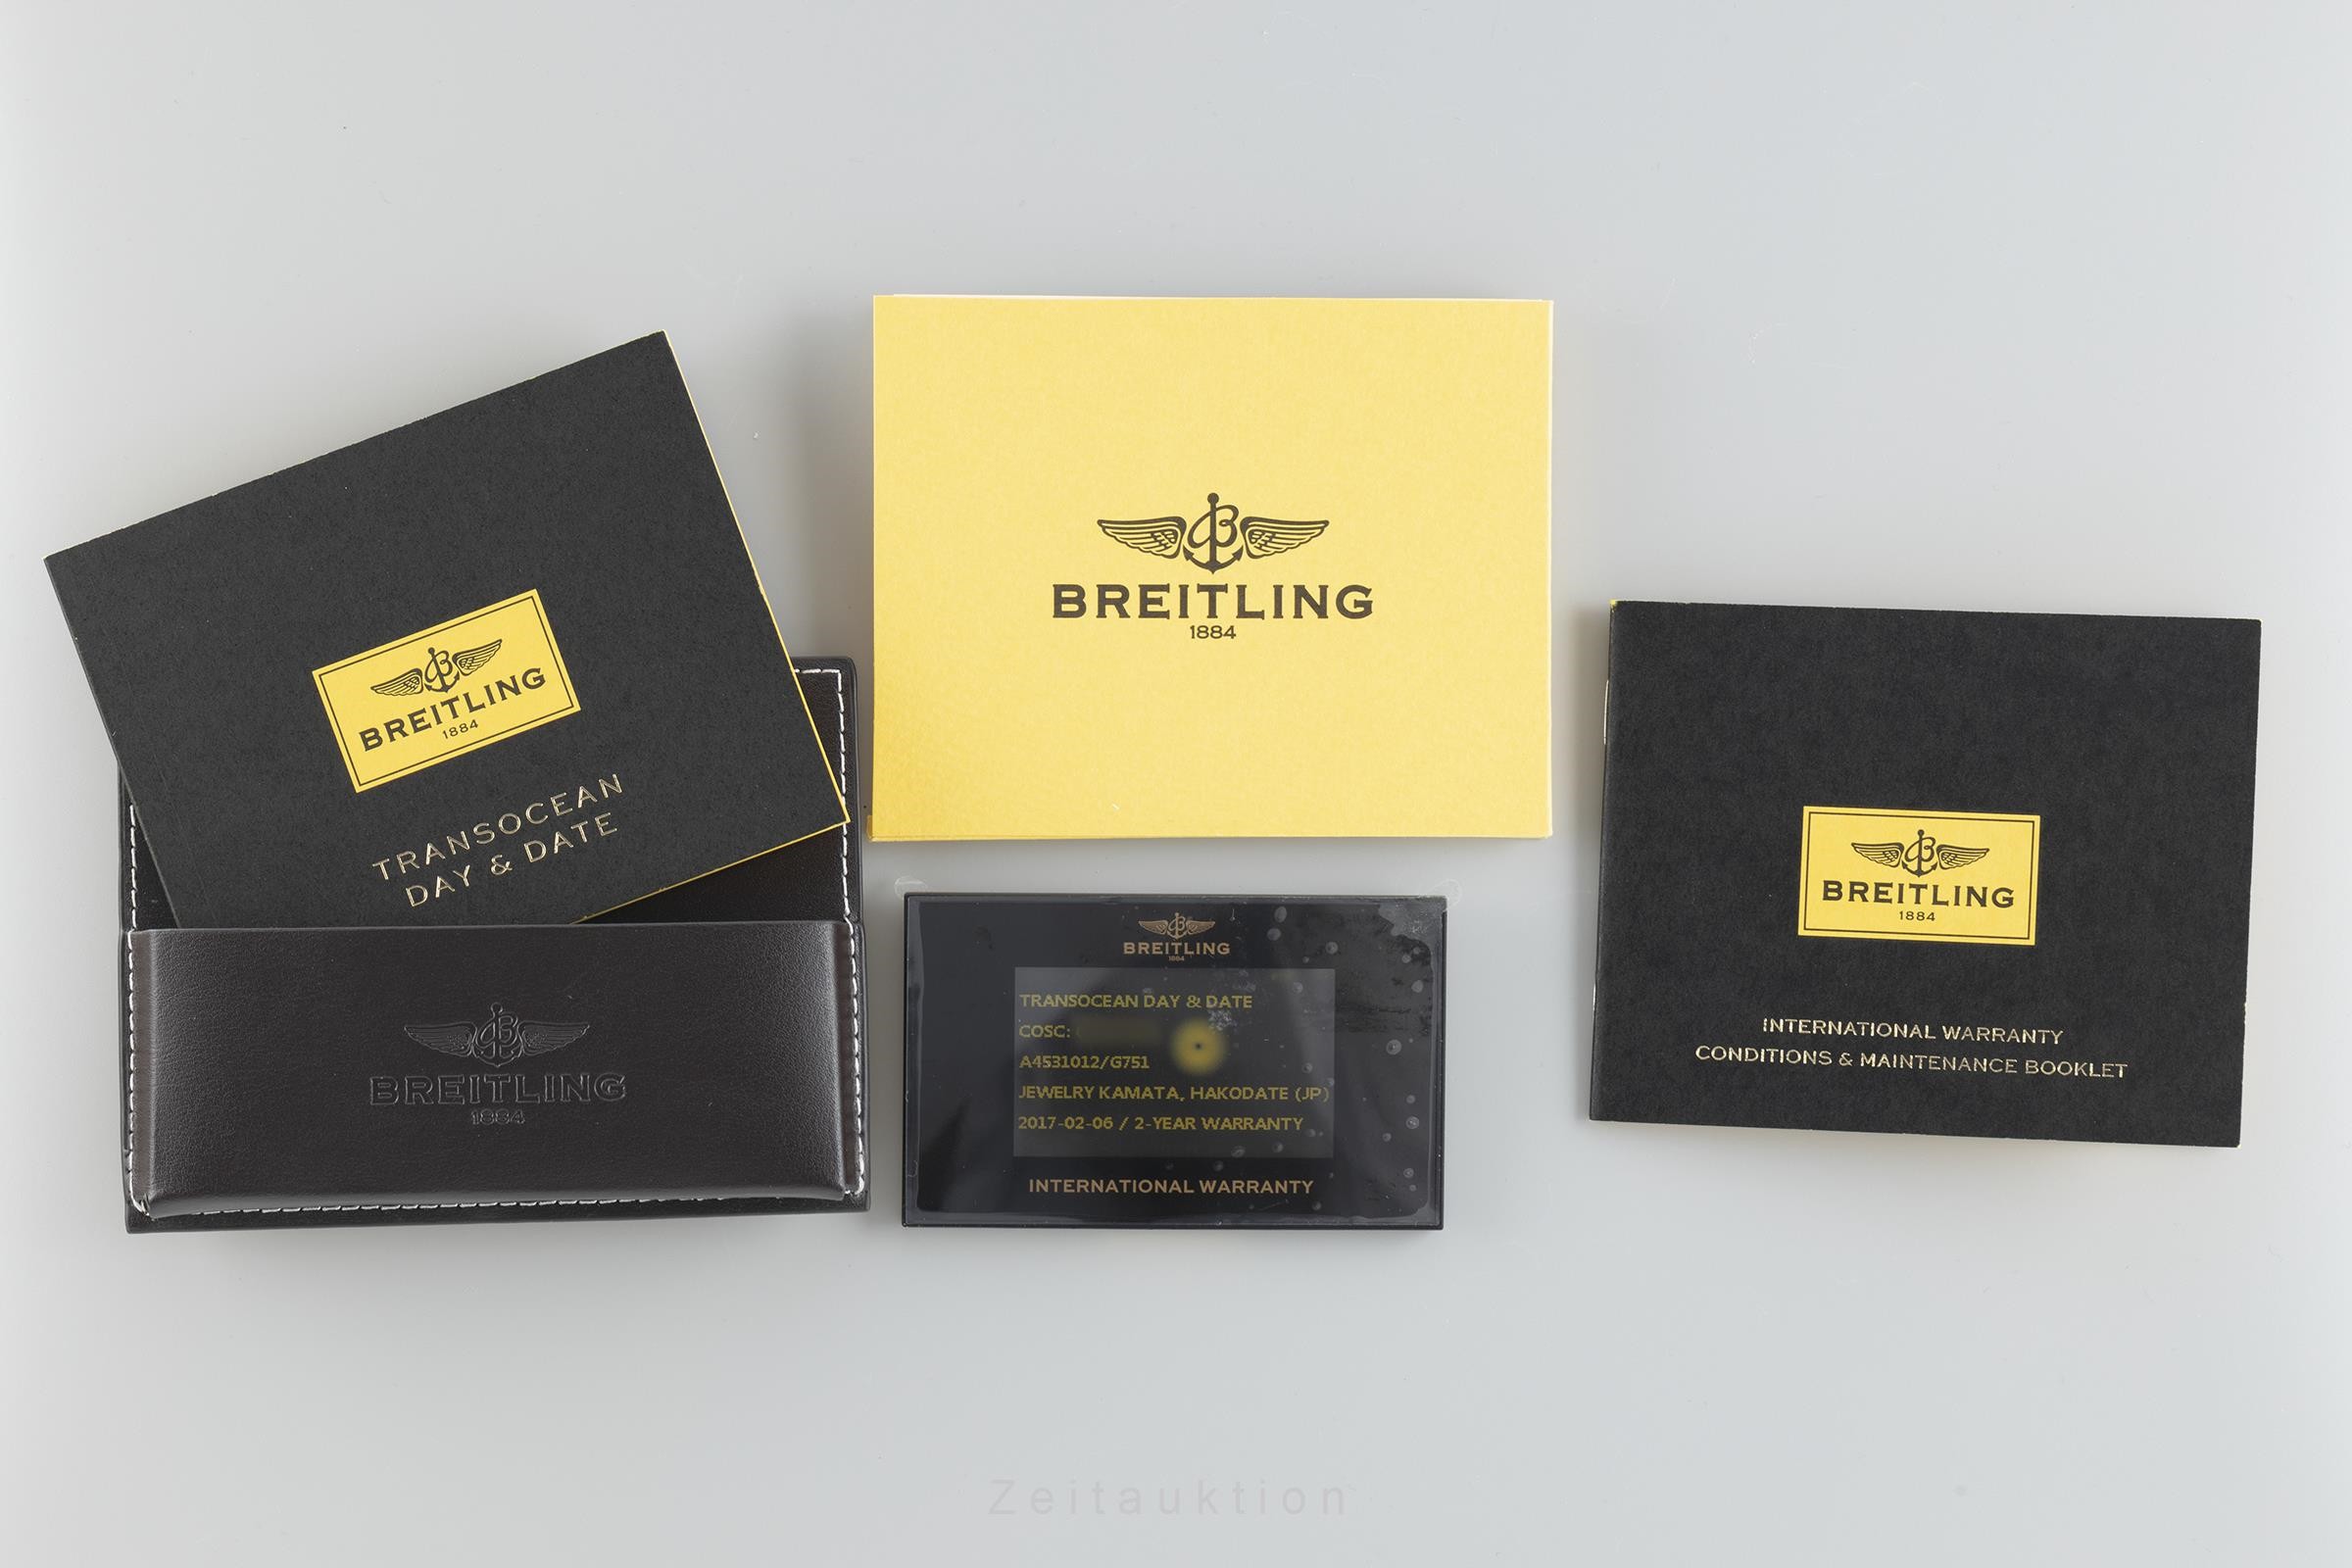 BREITLING
1884
TRANSOCEAN
DAY & DATE
BREITLING
1884
BREITLING
1884
BREITLING
1884
TRANSOCEAN DAY & DATE
COSC:
A4531012/G751
JEWELRY KAMATA, HAKODATE (JP)
2017-02-06 / 2-YEAR WARRANTY
INTERNATIONAL WARRANTY
BREITLING
1884
INTERNATIONAL WARRANTY
CONDITIONS & MAINTENANCE BOOKLET
Zeitauktion